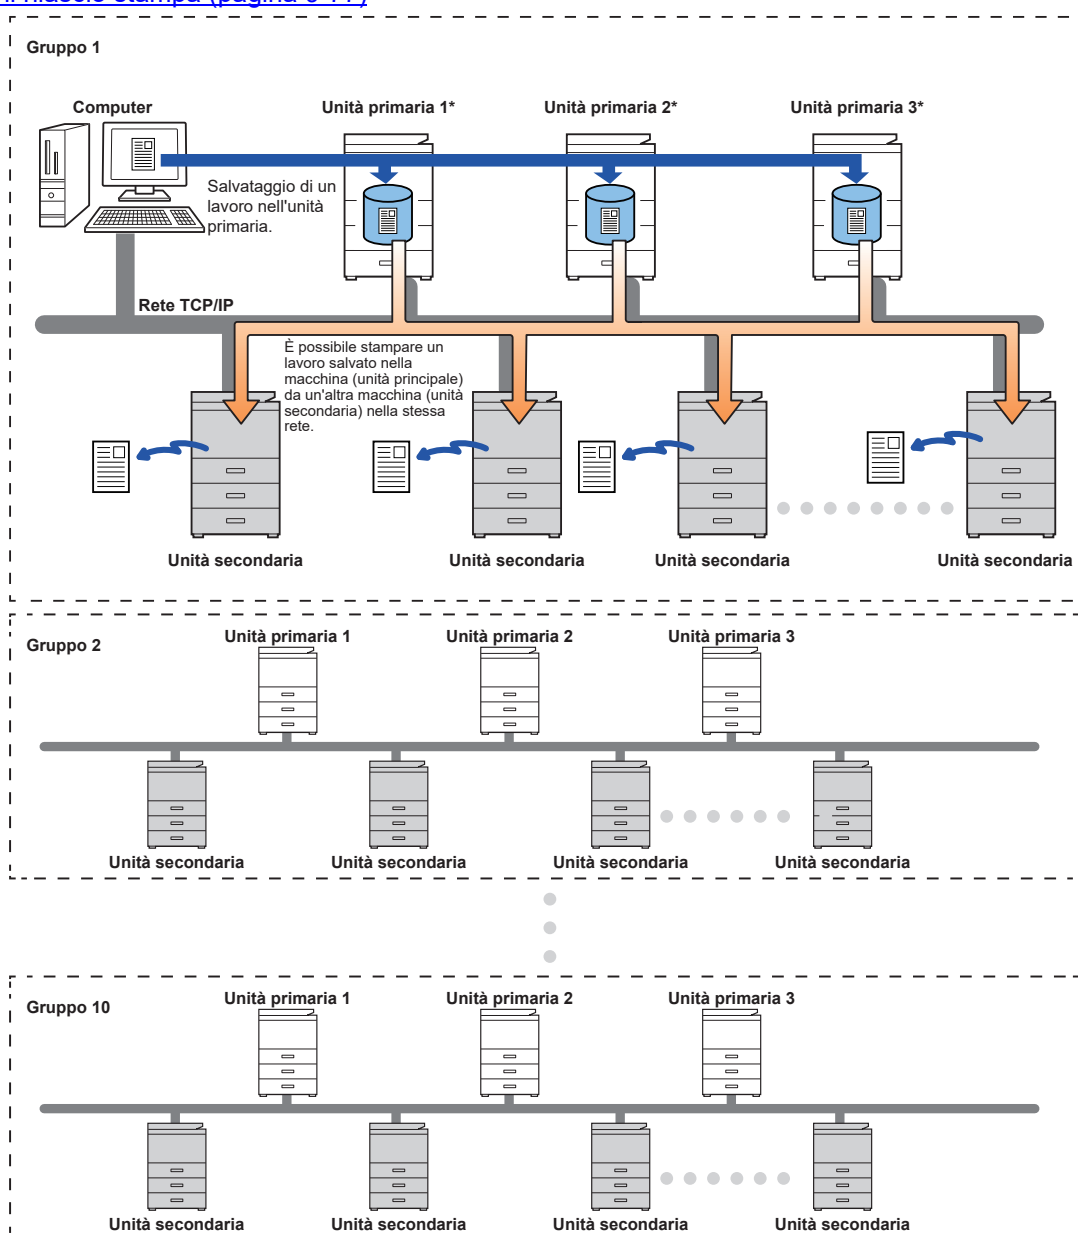 stampa (pagina
Gruppo 1
Computer
Unità primaria 1*
Unità primaria 2*
Unità primaria 3*
Salvataggio di un
lavoro nell'unità
primaria.
Rete TCP/IP
È possibile stampare un
lavoro salvato nella
macchina (unità principale)
da un'altra macchina (unità
secondaria) nella stessa
rete.
Unità secondaria
Unità secondaria
Unità secondaria
Unità secondaria
Gruppo 2
Unità primaria 1
Unità primaria 2
Unità primaria 3
Unità secondaria
Unità secondaria
Unità secondaria
Unità secondaria
Gruppo 10
Unità primaria 1
Unità primaria 2
Unità primaria 3
Unità secondaria
Unità secondaria
Unità secondaria
Unità secondaria